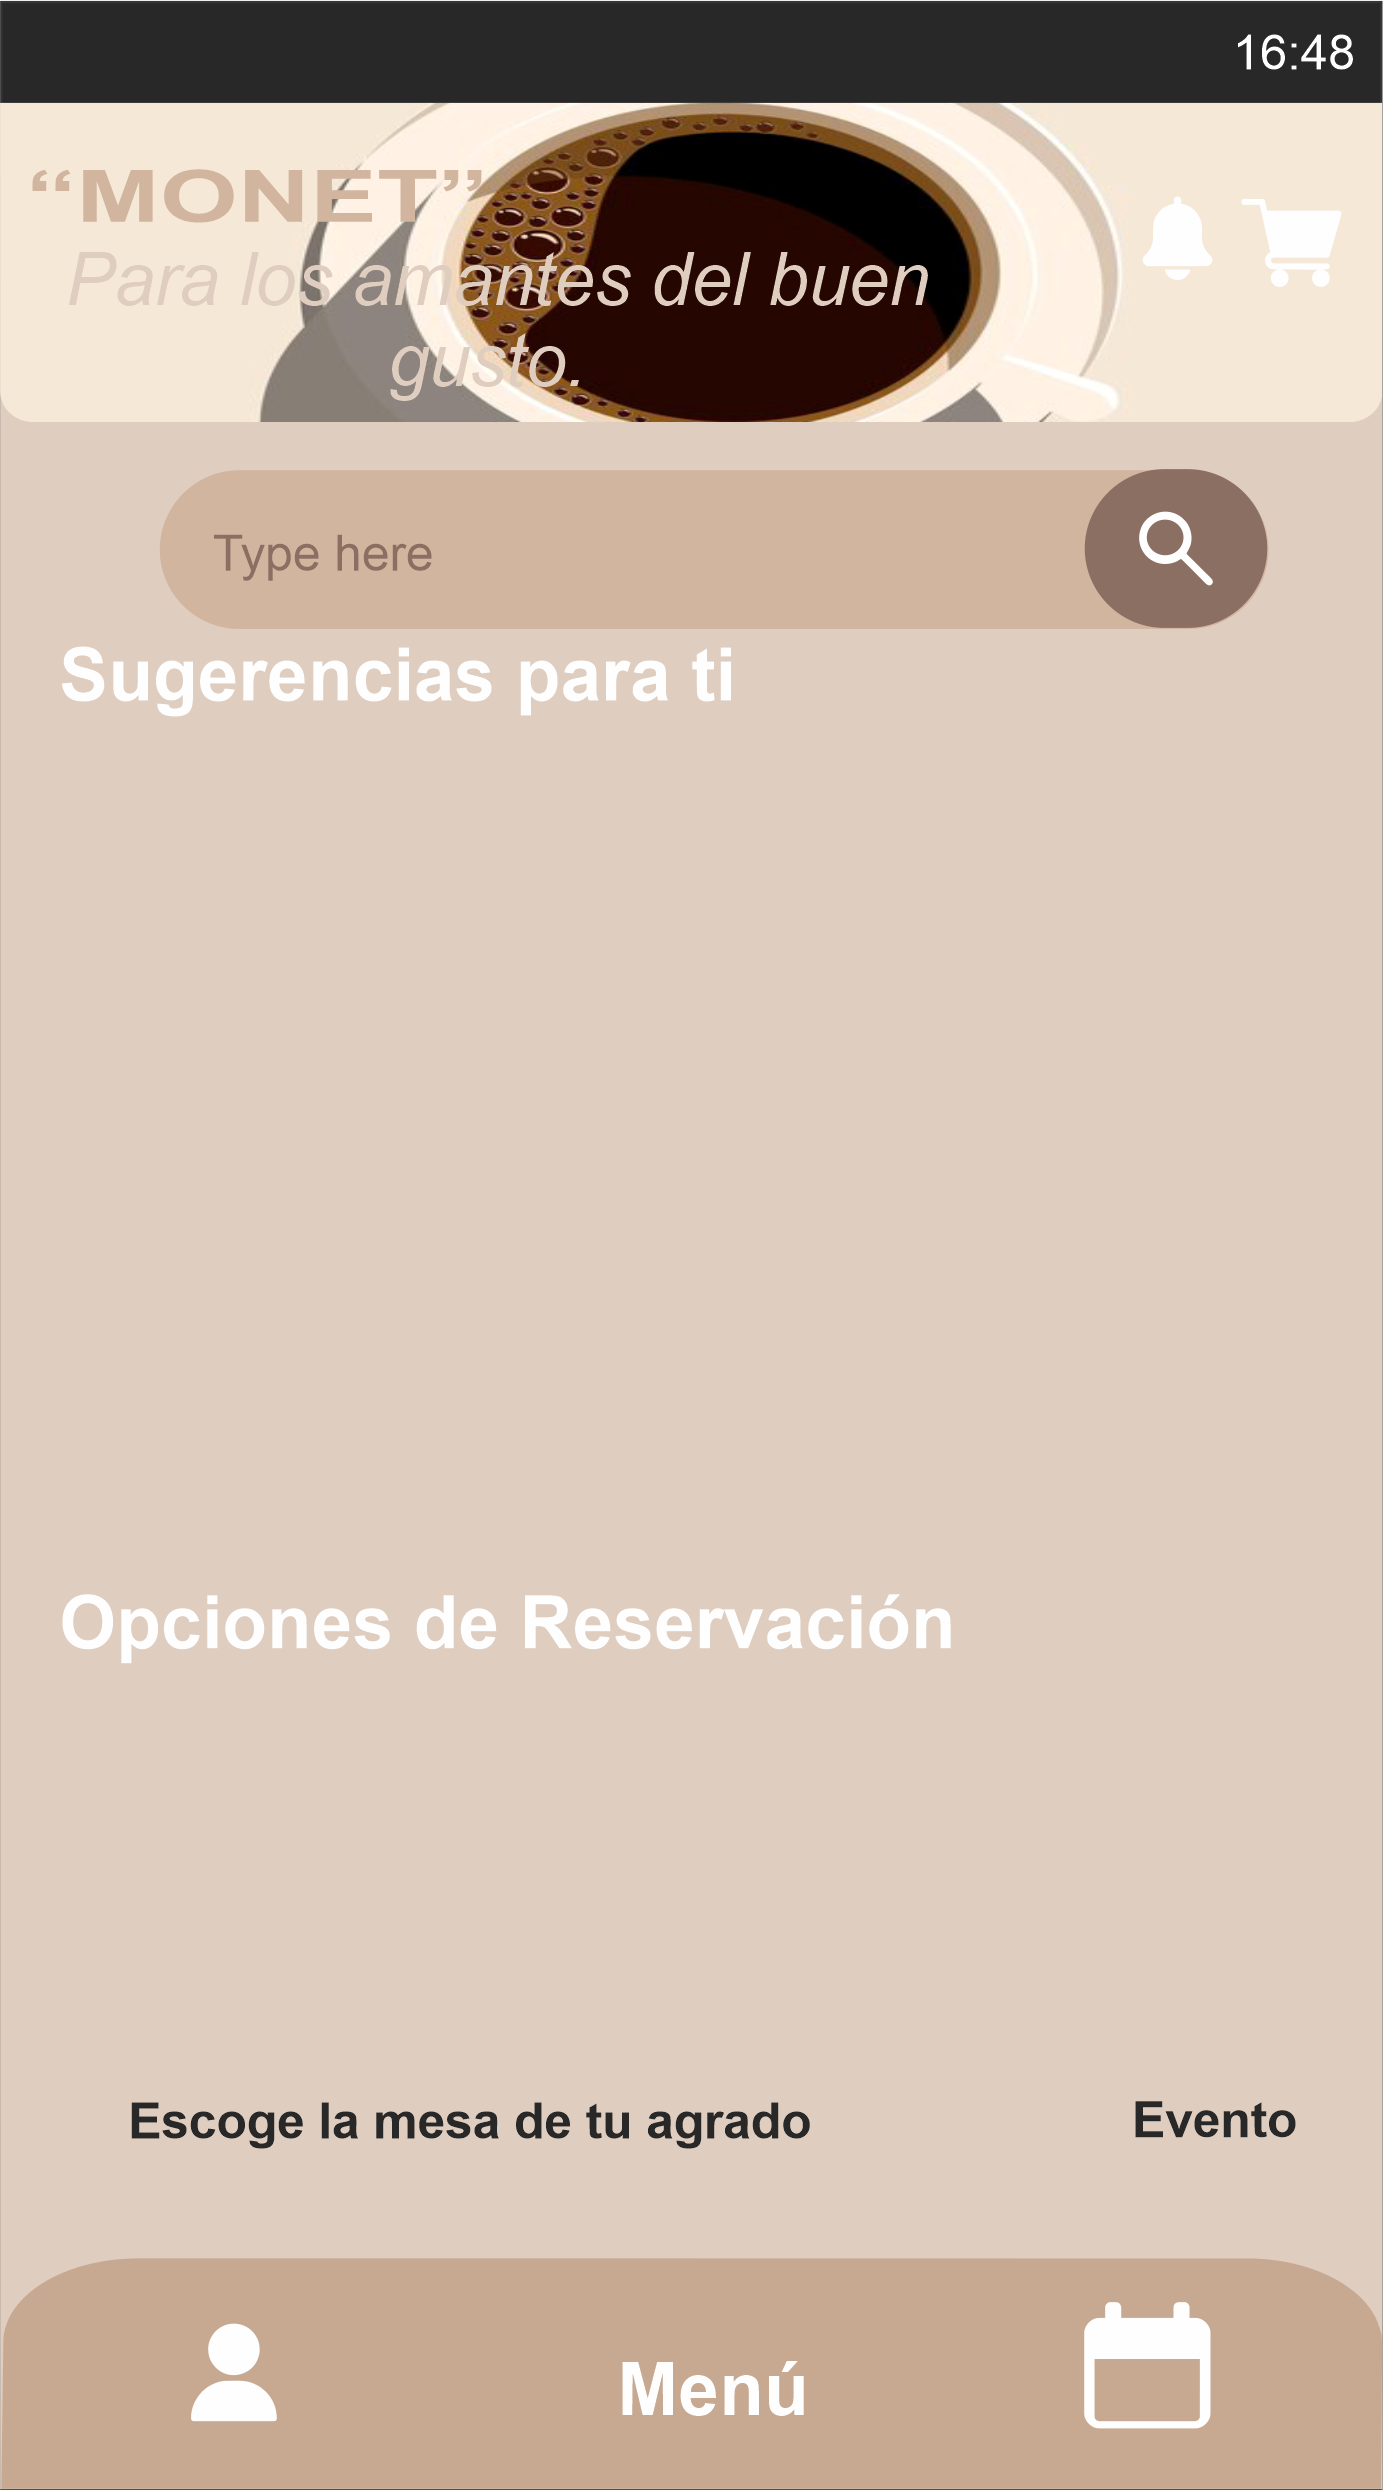 16:48
“MONET”
Para los amantes del buen
gusto.
Type here
Sugerencias para ti
Opciones de Reservación
Escoge la mesa de tu agrado
Evento
Menú